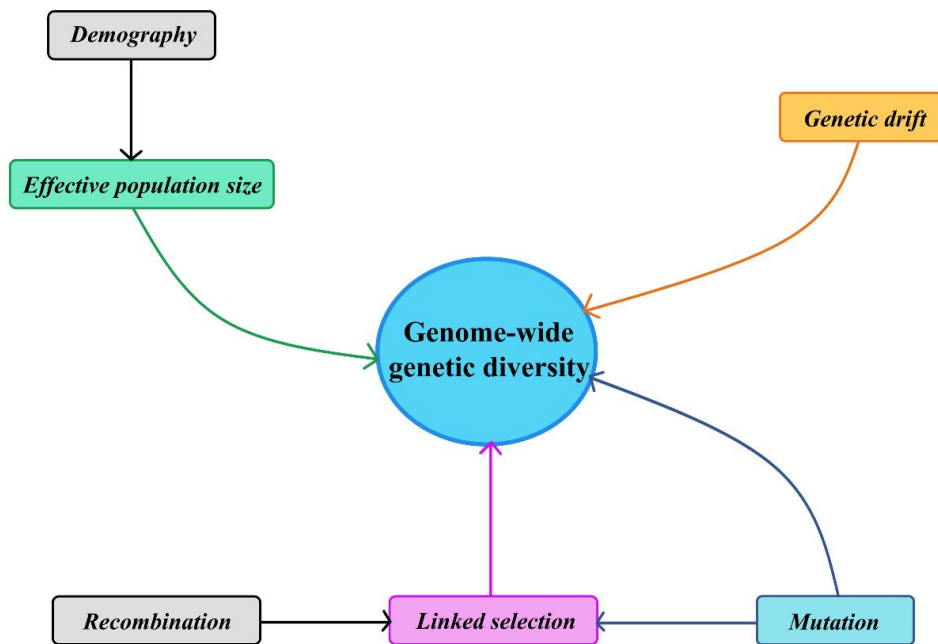 Demography
Genetic drift
Effective population size
Genome-wide
genetic diversity
Recombination
Linked selection
Mutation